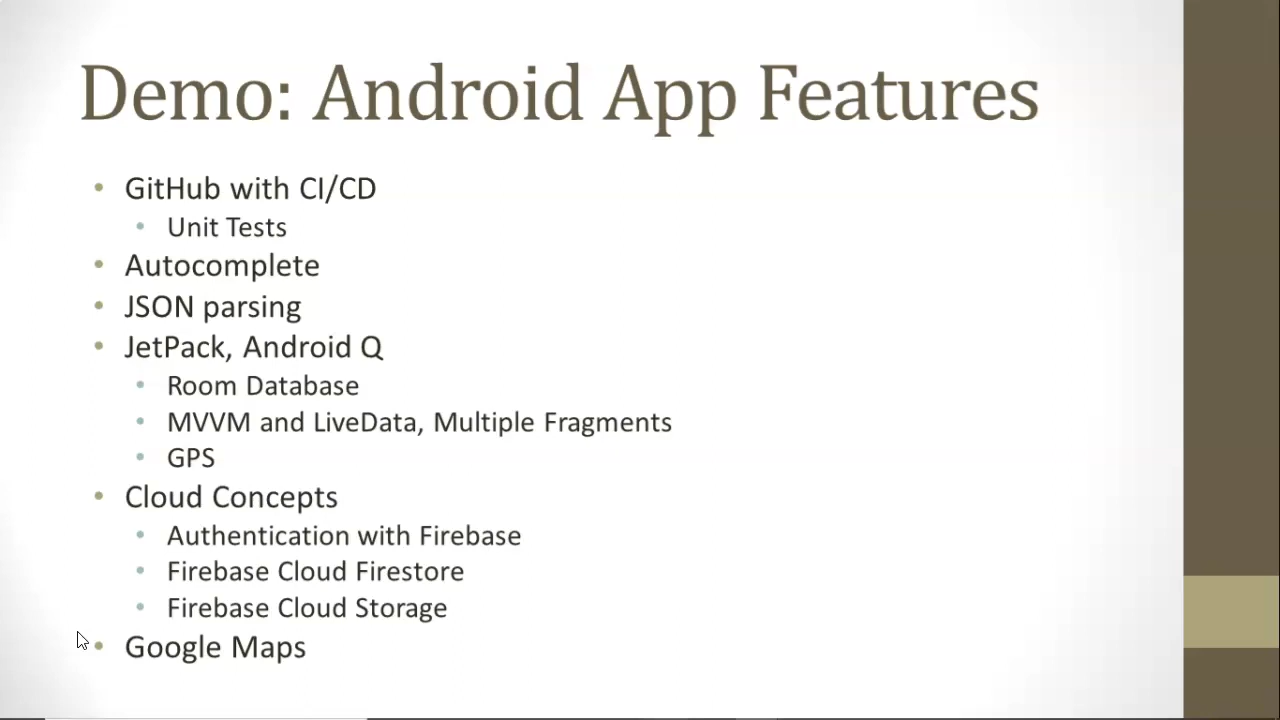 Demo: Android App Features
• GitHub with CI/CD
• Unit Tests
• Autocomplete
• JSON parsing
• JetPack, Android Q
• Room Database
• MVVM and LiveData, Multiple Fragments
• GPS
• Cloud Concepts
• Authentication with Firebase
• Firebase Cloud Firestore
• Firebase Cloud Storage
• Google Maps